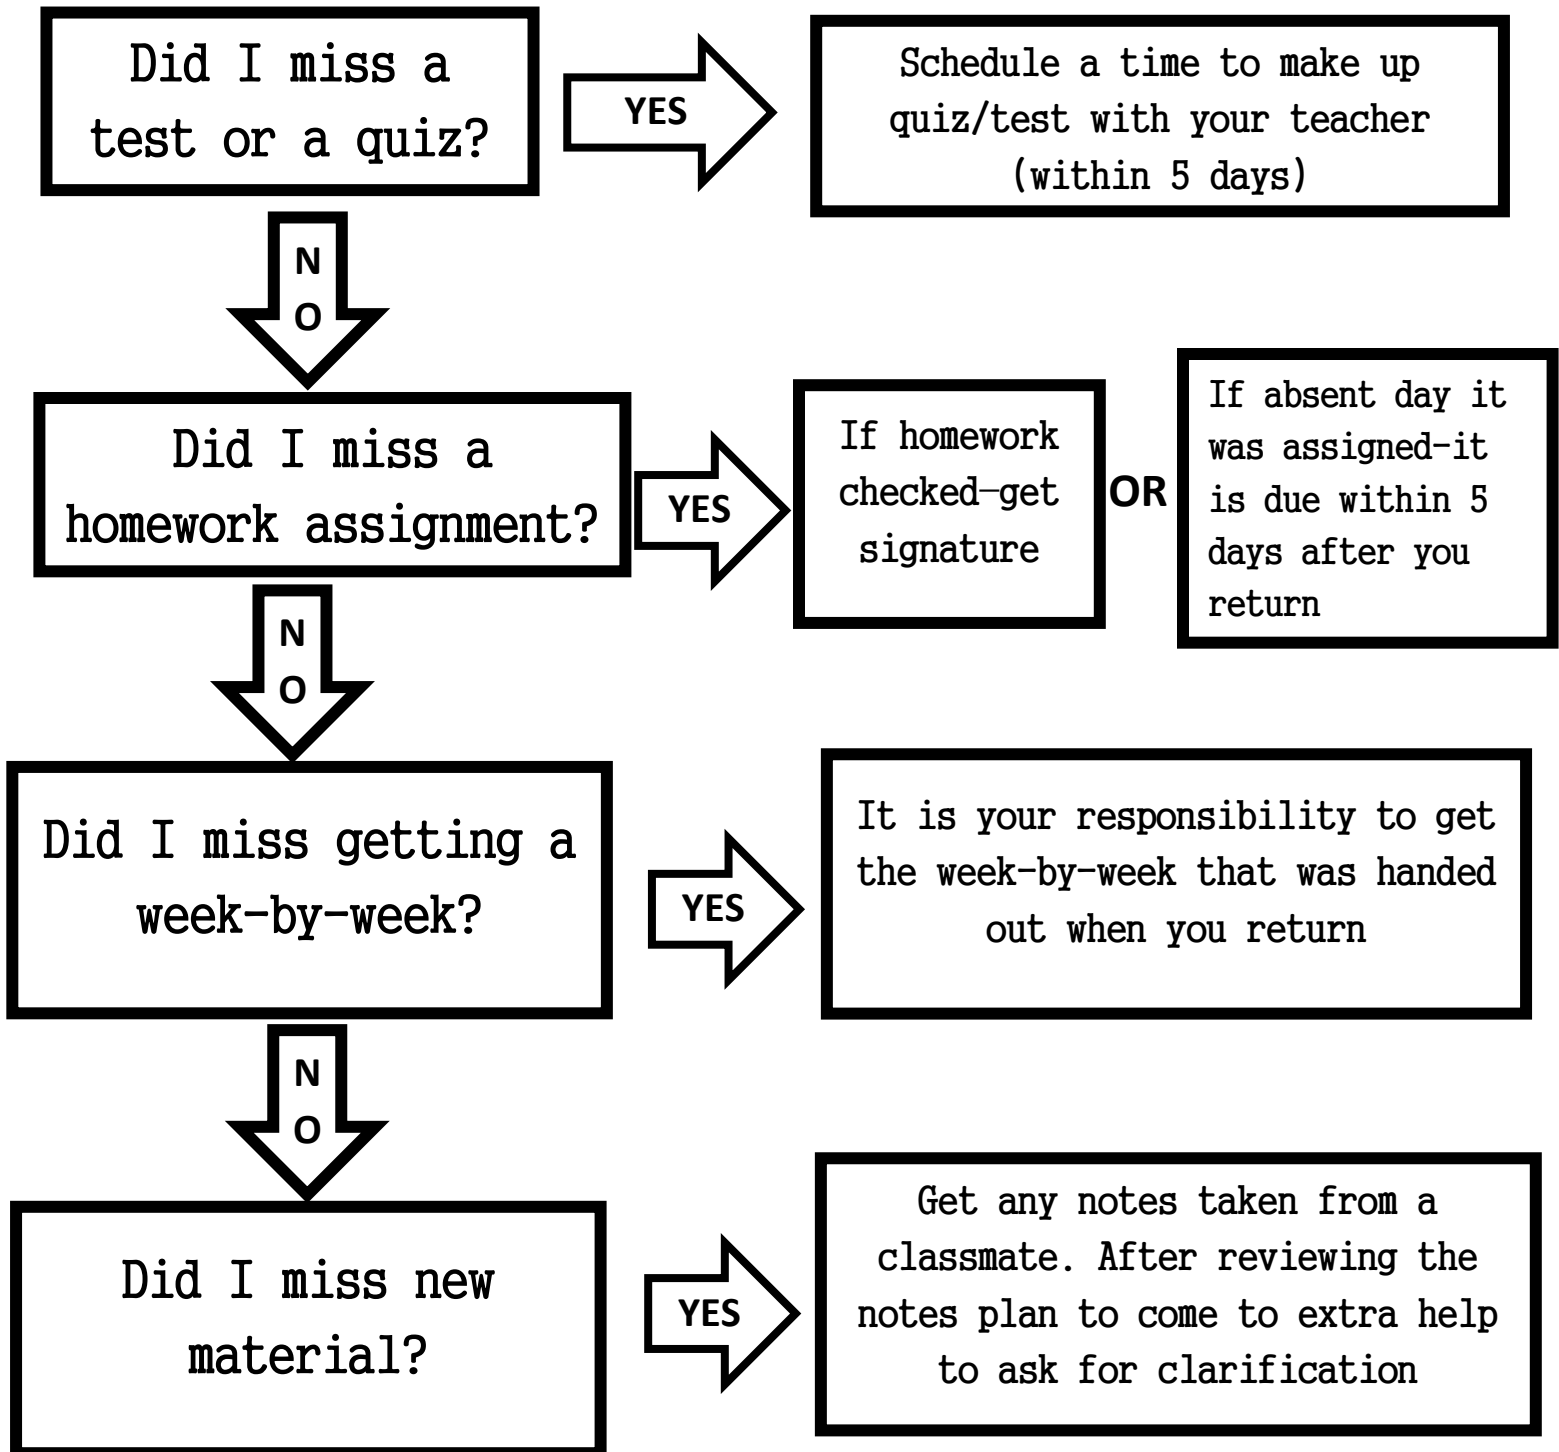 Did I miss a
test or a quiz?
YES
Schedule a time to make up
quiz/test with your teacher
(within 5 days)
N
O
Did I miss a
homework assignment?
YES
If homework
checked-get
signature
OR
If absent day it
was assigned-it
is due within 5
days after you
return
N
O
Did I miss getting a
week-by-week?
YES
It is your responsibility to get
the week-by-week that was handed
out when you return
N
O
Did I miss new
material?
YES
Get any notes taken from a
classmate. After reviewing the
notes plan to come to extra help
to ask for clarification